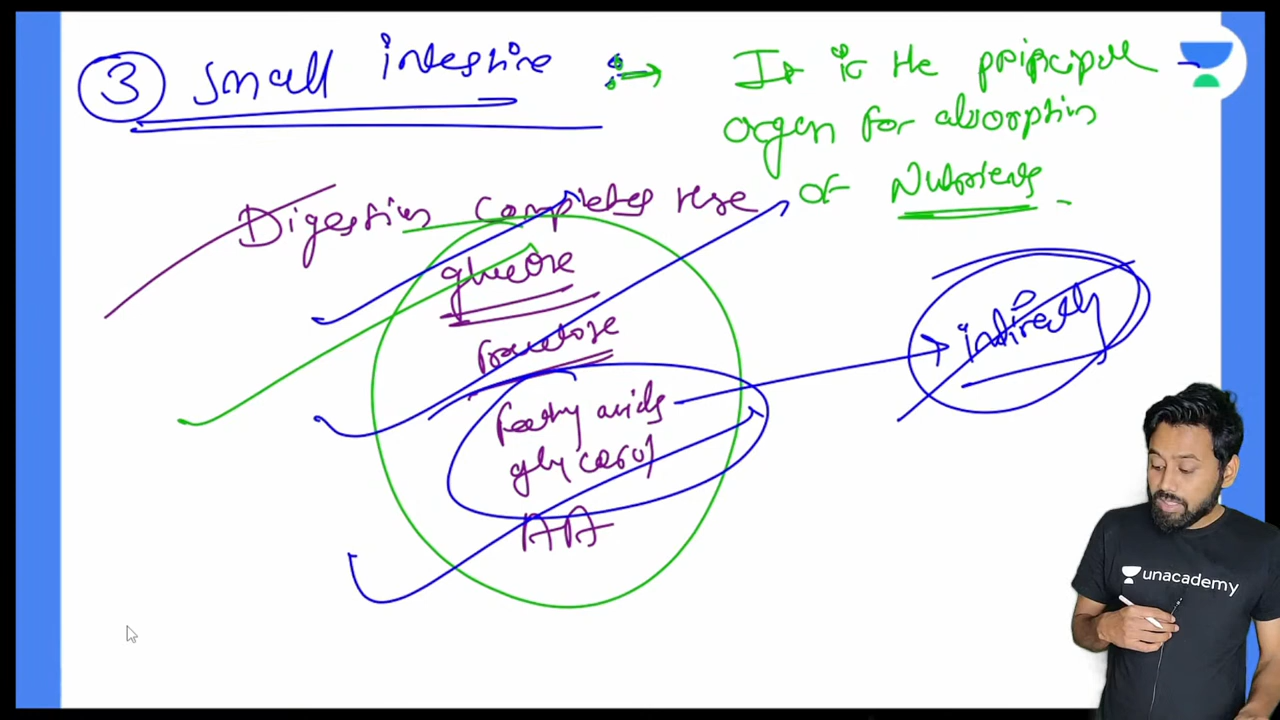 3 Small intestine :→ It is the principal
organ for absorption
of Nutrients
Digestion completes here
glucose
fructose
fatty acids → indirectly
glycerol
AA
unacademy